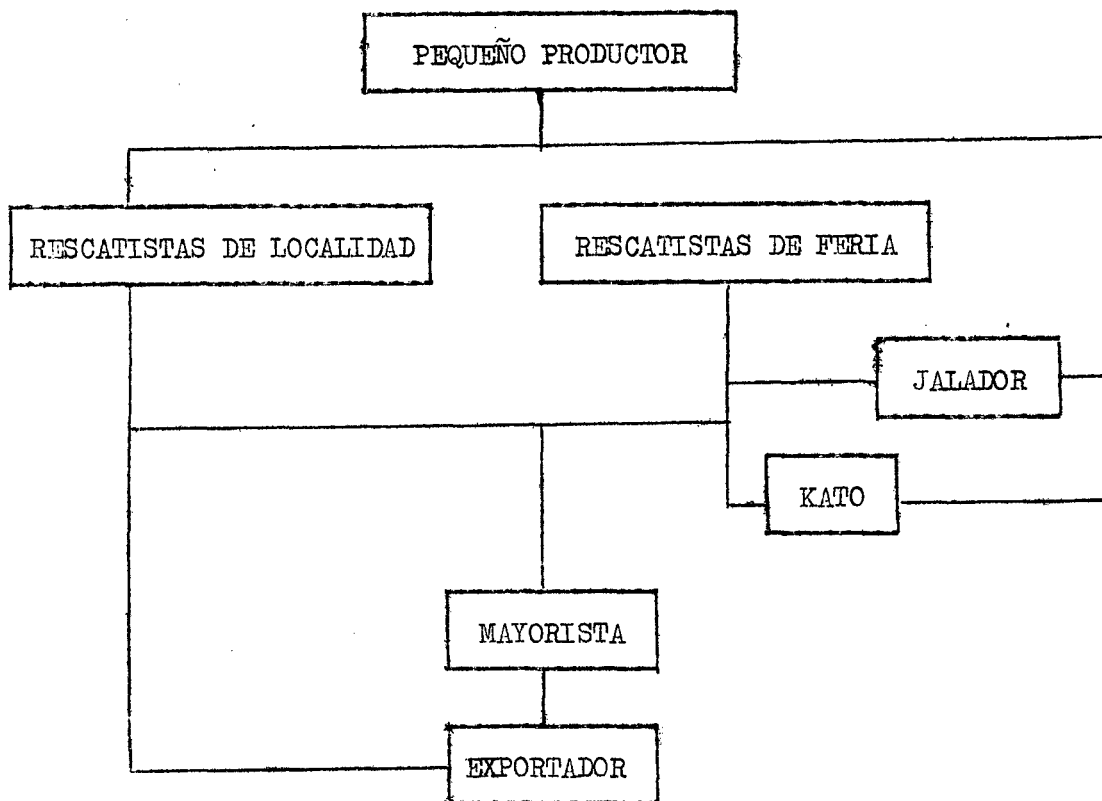 PEQUEÑO PRODUCTOR
RESCATISTAS DE LOCALIDAD
RESCATISTAS DE FERIA
JALADOR
KATO
MAYORISTA
EXPORTADOR